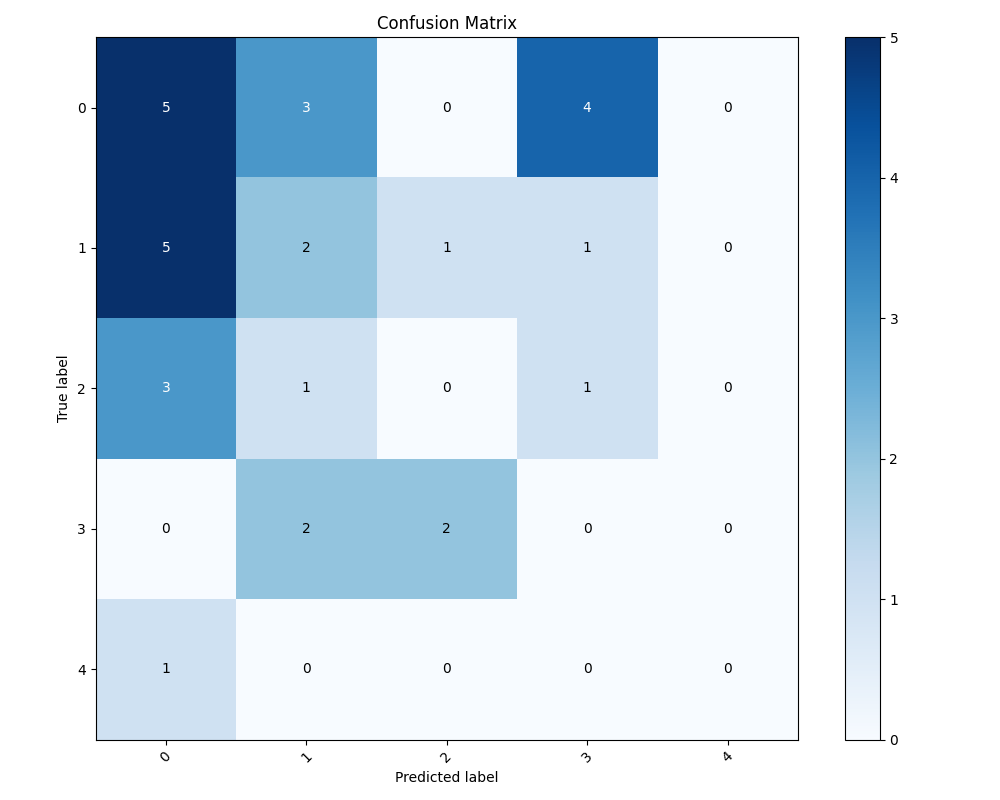 Confusion Matrix
5
0 5 3 0 4 0
4
1 5 2 1 1 0
3
True label
2 3 1 0 1 0
2
3 0 2 2 0 0
1
4 1 0 0 0 0
0
0 1 2 3 4
Predicted label